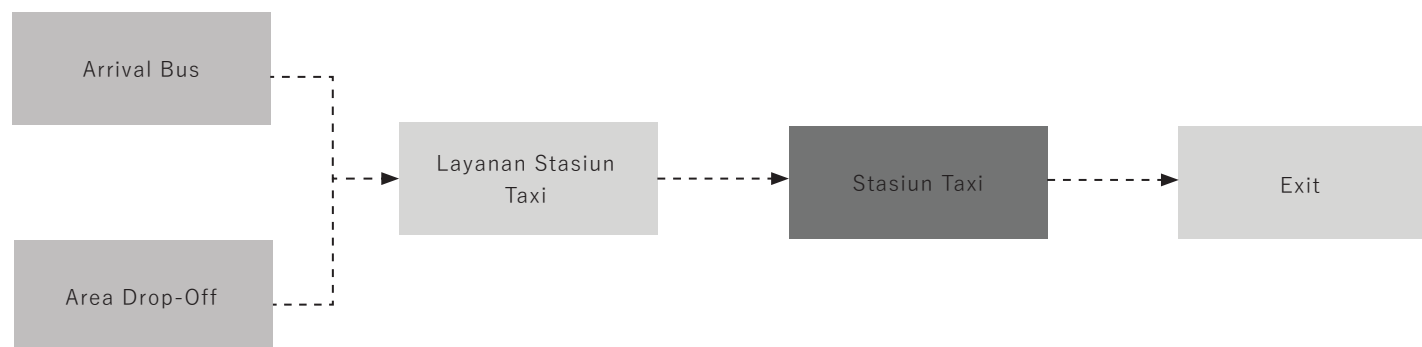 Arrival Bus
Layanan Stasiun
Taxi
Stasiun Taxi
Exit
Area Drop-Off